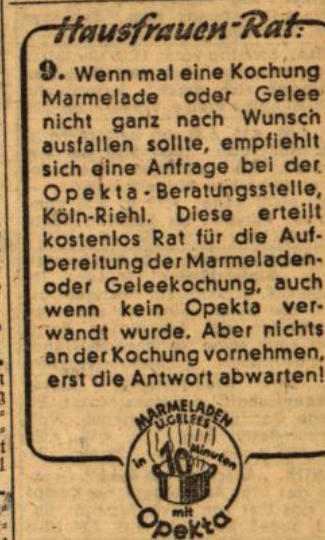 Hausfrauen-Rat:
9. Wenn mal eine Kochung
Marmelade oder Gelee
nicht ganz nach Wunsch
ausfallen sollte, empfiehlt
sich eine Anfrage bei der
Opekta-Beratungsstelle,
Köln-Riehl. Diese erteilt
kostenlos Rat für die Auf-
bereitung der Marmeladen-
oder Geleekochung, auch
wenn kein Opekta ver-
wandt wurde. Aber nichts
an der Kochung vornehmen,
erst die Antwort abwarten!
MARMELADEN
U. GELEES
in 10 Minuten
mit
Opekta